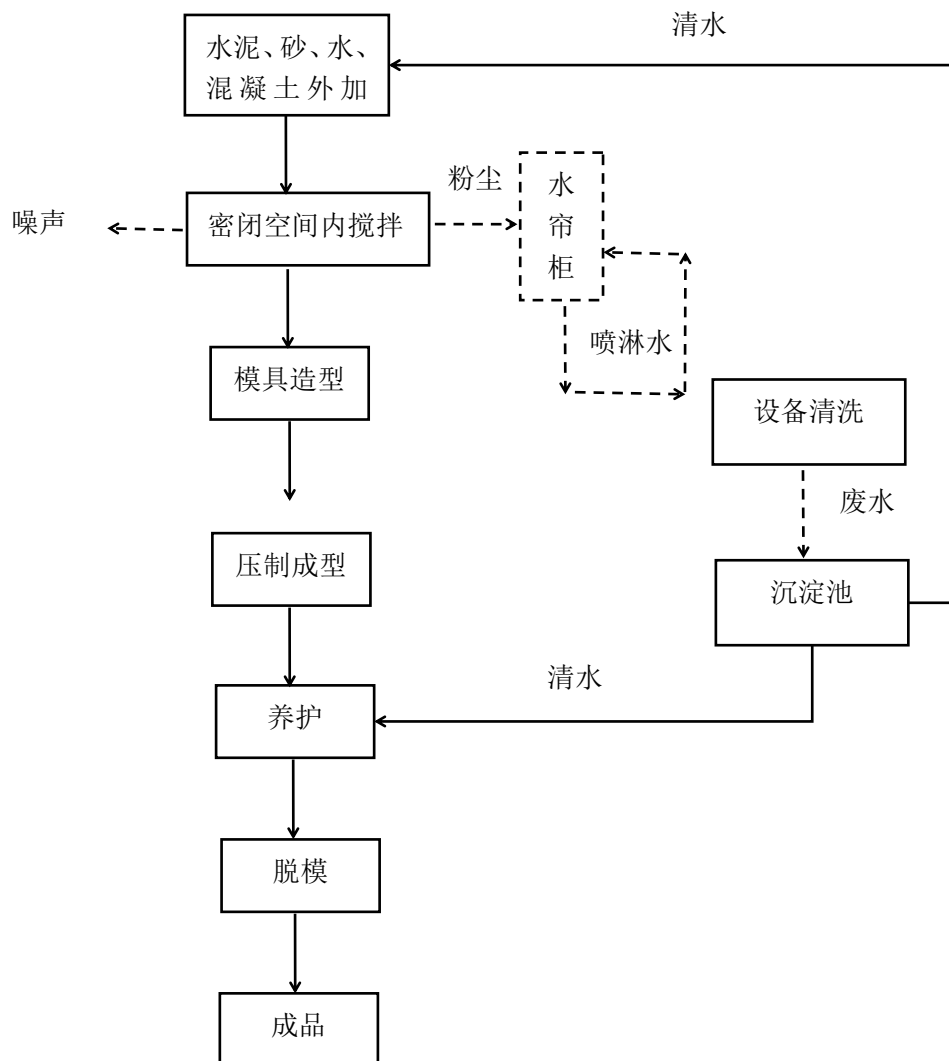 清水
水泥、砂、水、
混凝土外加
粉尘
水
帘
柜
噪声
密闭空间内搅拌
喷淋水
模具造型
设备清洗
废水
压制成型
沉淀池
清水
养护
脱模
成品